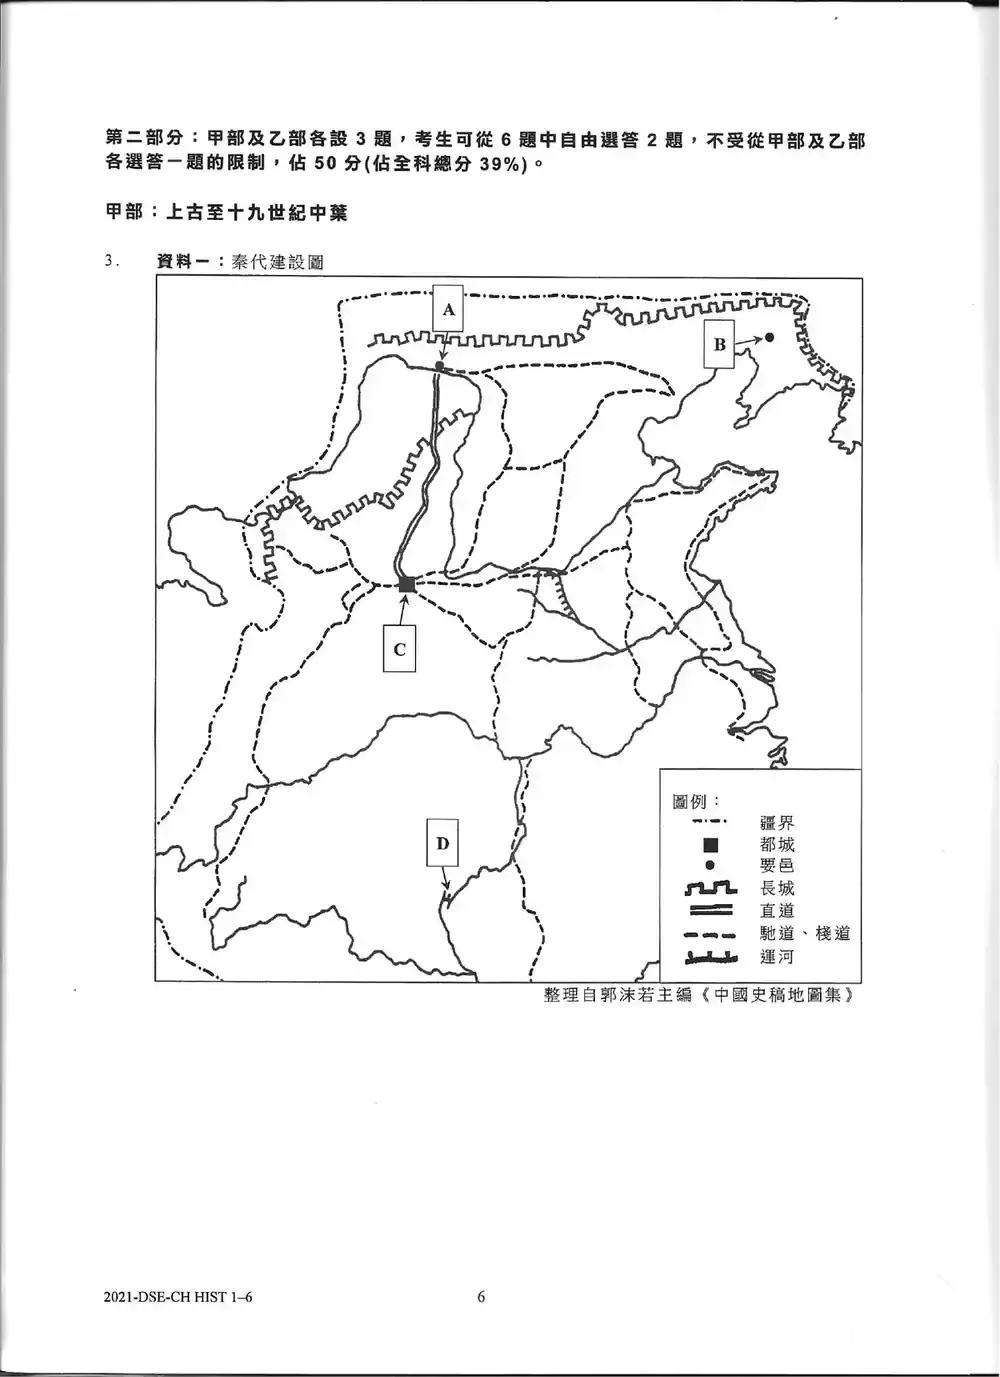 第二部分：甲部及乙部各設 3 題，考生可從 6 題中自由選答 2 題，不受從甲部及乙部
各選答一題的限制，佔 50 分(佔全科總分 39%)。
甲部：上古至十九世紀中葉
3. 資料一：秦代建設圖
A
B
C
D
圖例：
疆界
都城
要邑
長城
直道
馳道、棧道
運河
整理自郭沫若主編《中國史稿地圖集》
2021-DSE-CH HIST 1–6
6